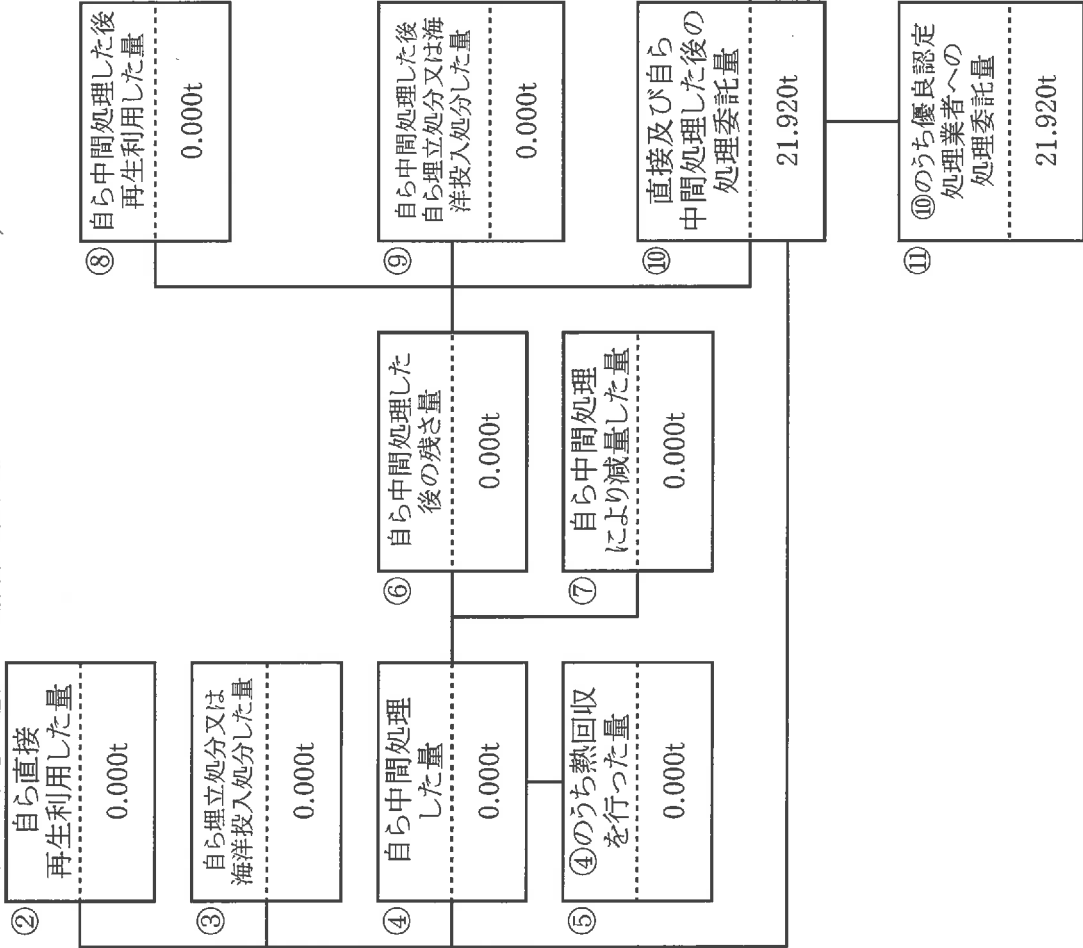 ②
自ら直接
再生利用した量
0.000t
③
自ら埋立処分又は
海洋投入処分した量
0.000t
④
自ら中間処理
した量
0.000t
⑤
④のうち熱回収
を行った量
0.000t
⑥
自ら中間処理した
後の残さ量
0.000t
⑦
自ら中間処理
により減量した量
0.000t
⑧
自ら中間処理した後
再生利用した量
0.000t
⑨
自ら中間処理した後
自ら埋立処分又は海
洋投入処分した量
0.000t
⑩
直接及び自ら
中間処理した後の
処理委託量
21.920t
⑪
⑩のうち優良認定
処理業者への
処理委託量
21.920t